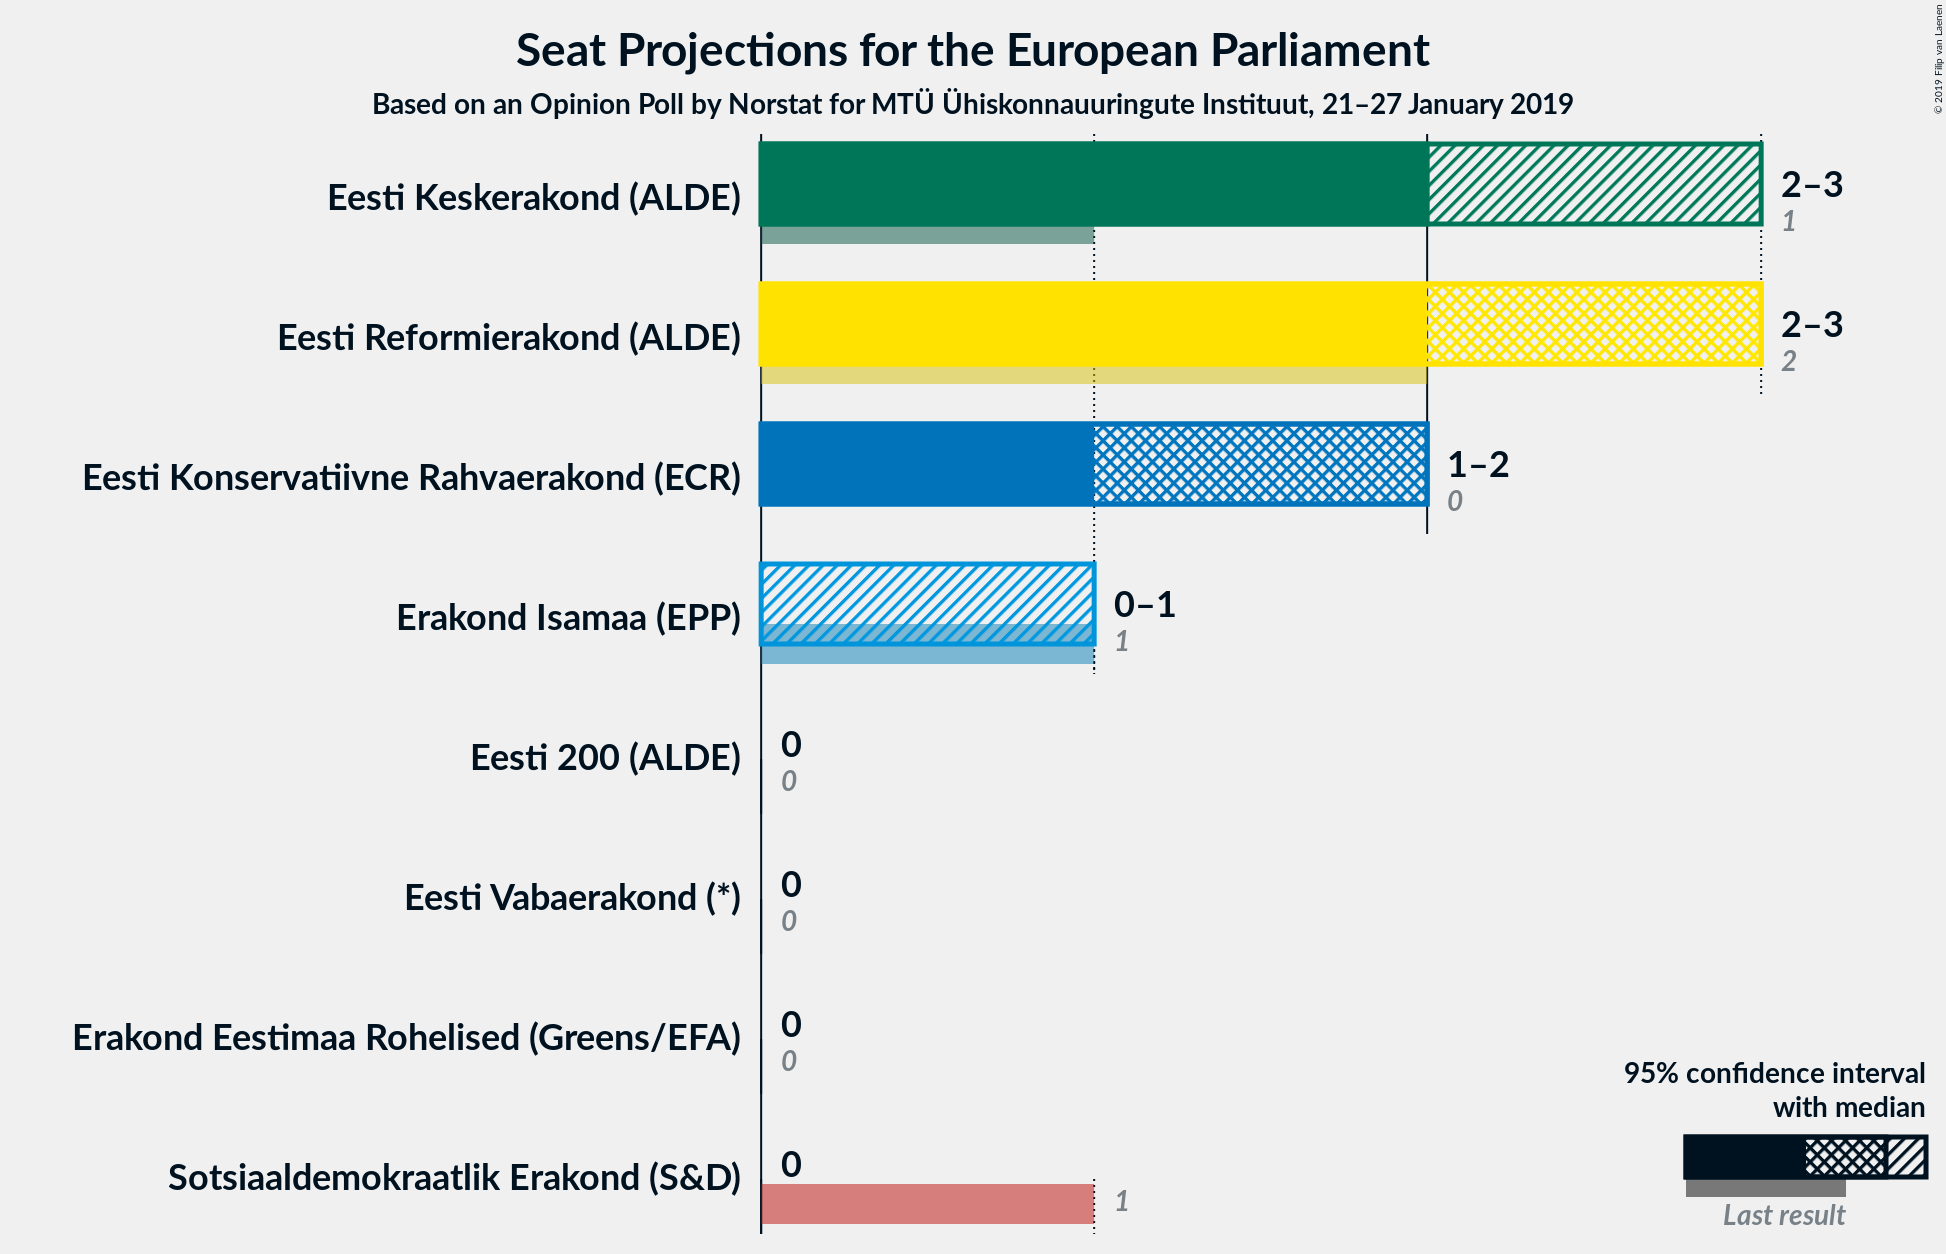 Seat Projections for the European Parliament
Based on an Opinion Poll by Norstat for MTÜ Ühiskonnauuringute Instituut, 21–27 January 2019
© 2019 Filip van Laenen
Eesti Keskerakond (ALDE)
2–3
1
Eesti Reformierakond (ALDE)
2–3
2
Eesti Konservatiivne Rahvaerakond (ECR)
1–2
0
Erakond Isamaa (EPP)
0–1
1
Eesti 200 (ALDE)
0
0
Eesti Vabaerakond (*)
0
0
Erakond Eestimaa Rohelised (Greens/EFA)
0
0
Sotsiaaldemokraatlik Erakond (S&D)
0
1
95% confidence interval
with median
Last result